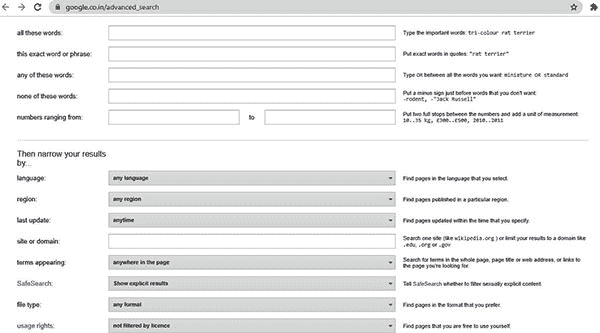 google.co.in/advanced_search
all these words:
Type the important words: tri-colour rat terrier
this exact word or phrase:
Put exact words in quotes: "rat terrier"
any of these words:
Type OR between all the words you want: miniature OR standard
none of these words:
Put a minus sign just before words that you don't want:
-rodent, -"Jack Russell"
numbers ranging from:
to
Put two full stops between the numbers and add a unit of measurement:
10..35 kg, £300..£500, 2010..2011
Then narrow your results
by...
language:
any language
Find pages in the language that you select.
region:
any region
Find pages published in a particular region.
last update:
anytime
Find pages updated within the time that you specify.
site or domain:
Search one site (like wikipedia.org ) or limit your results to a domain like
.edu, .org or .gov
terms appearing:
anywhere in the page
Search for terms in the whole page, page title or web address, or links to
the page you're looking for.
SafeSearch:
Show explicit results
Tell SafeSearch whether to filter sexually explicit content.
file type:
any format
Find pages in the format that you prefer.
usage rights:
not filtered by licence
Find pages that you are free to use yourself.